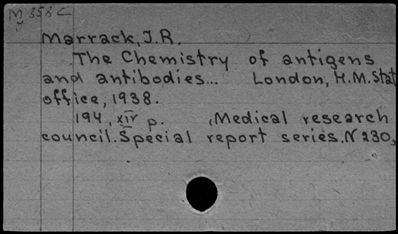 M 358 C
Marrack, J.R.
The Chemistry of antigens
and antibodies... London, H.M. Stat
office, 1938.
194, XIV p. (Medical research
council. Special report series. N 230,